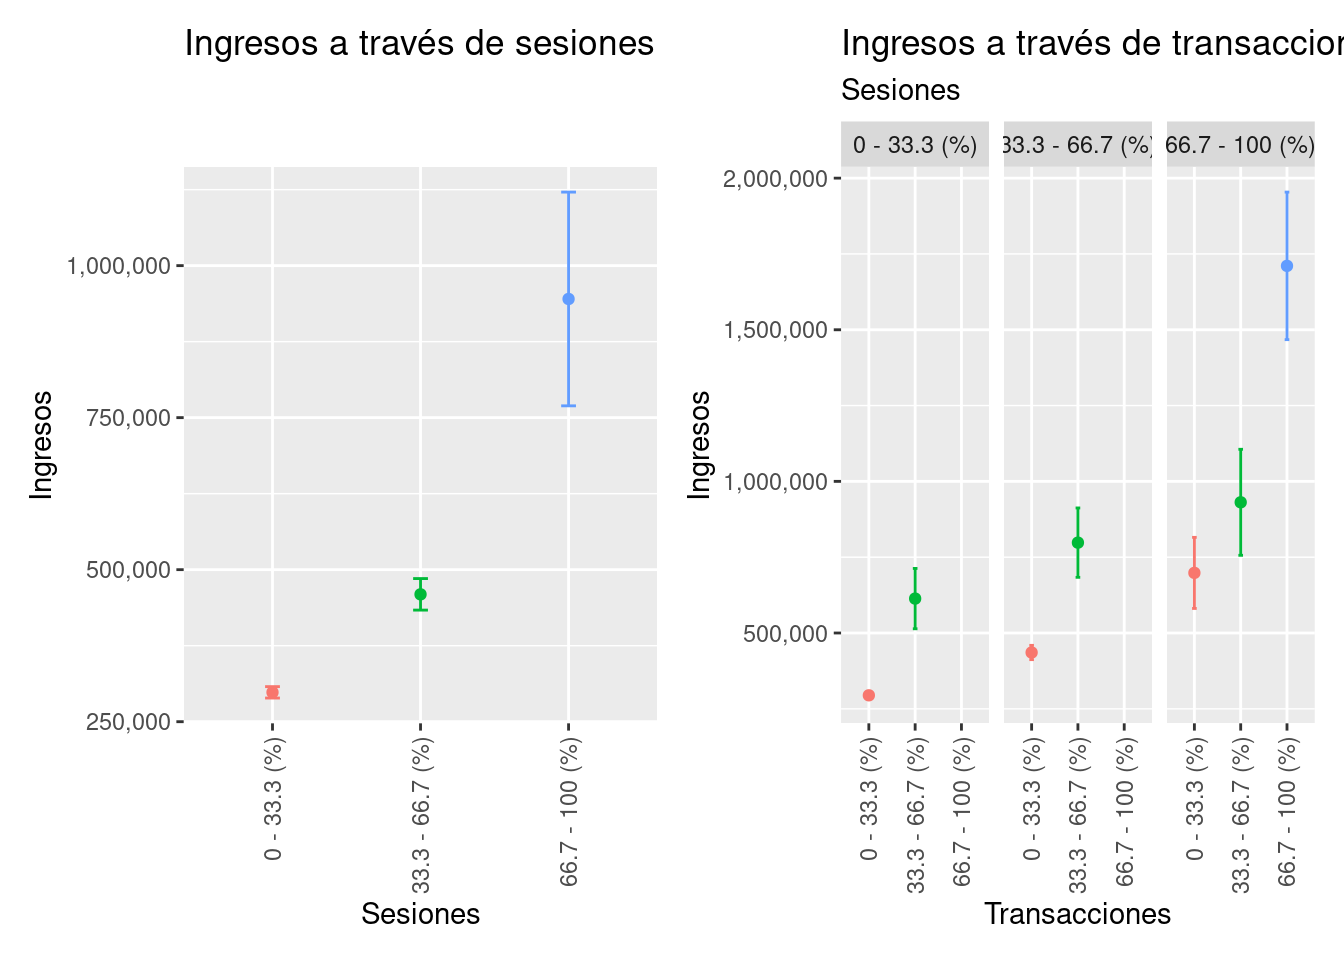 Ingresos a través de sesiones
Ingresos
1,000,000
750,000
500,000
250,000
0 - 33.3 (%)
33.3 - 66.7 (%)
66.7 - 100 (%)
Sesiones
Ingresos a través de transaccion
Sesiones
0 - 33.3 (%)
33.3 - 66.7 (%)
66.7 - 100 (%)
Ingresos
2,000,000
1,500,000
1,000,000
500,000
0 - 33.3 (%)
33.3 - 66.7 (%)
66.7 - 100 (%)
0 - 33.3 (%)
33.3 - 66.7 (%)
66.7 - 100 (%)
0 - 33.3 (%)
33.3 - 66.7 (%)
66.7 - 100 (%)
Transacciones